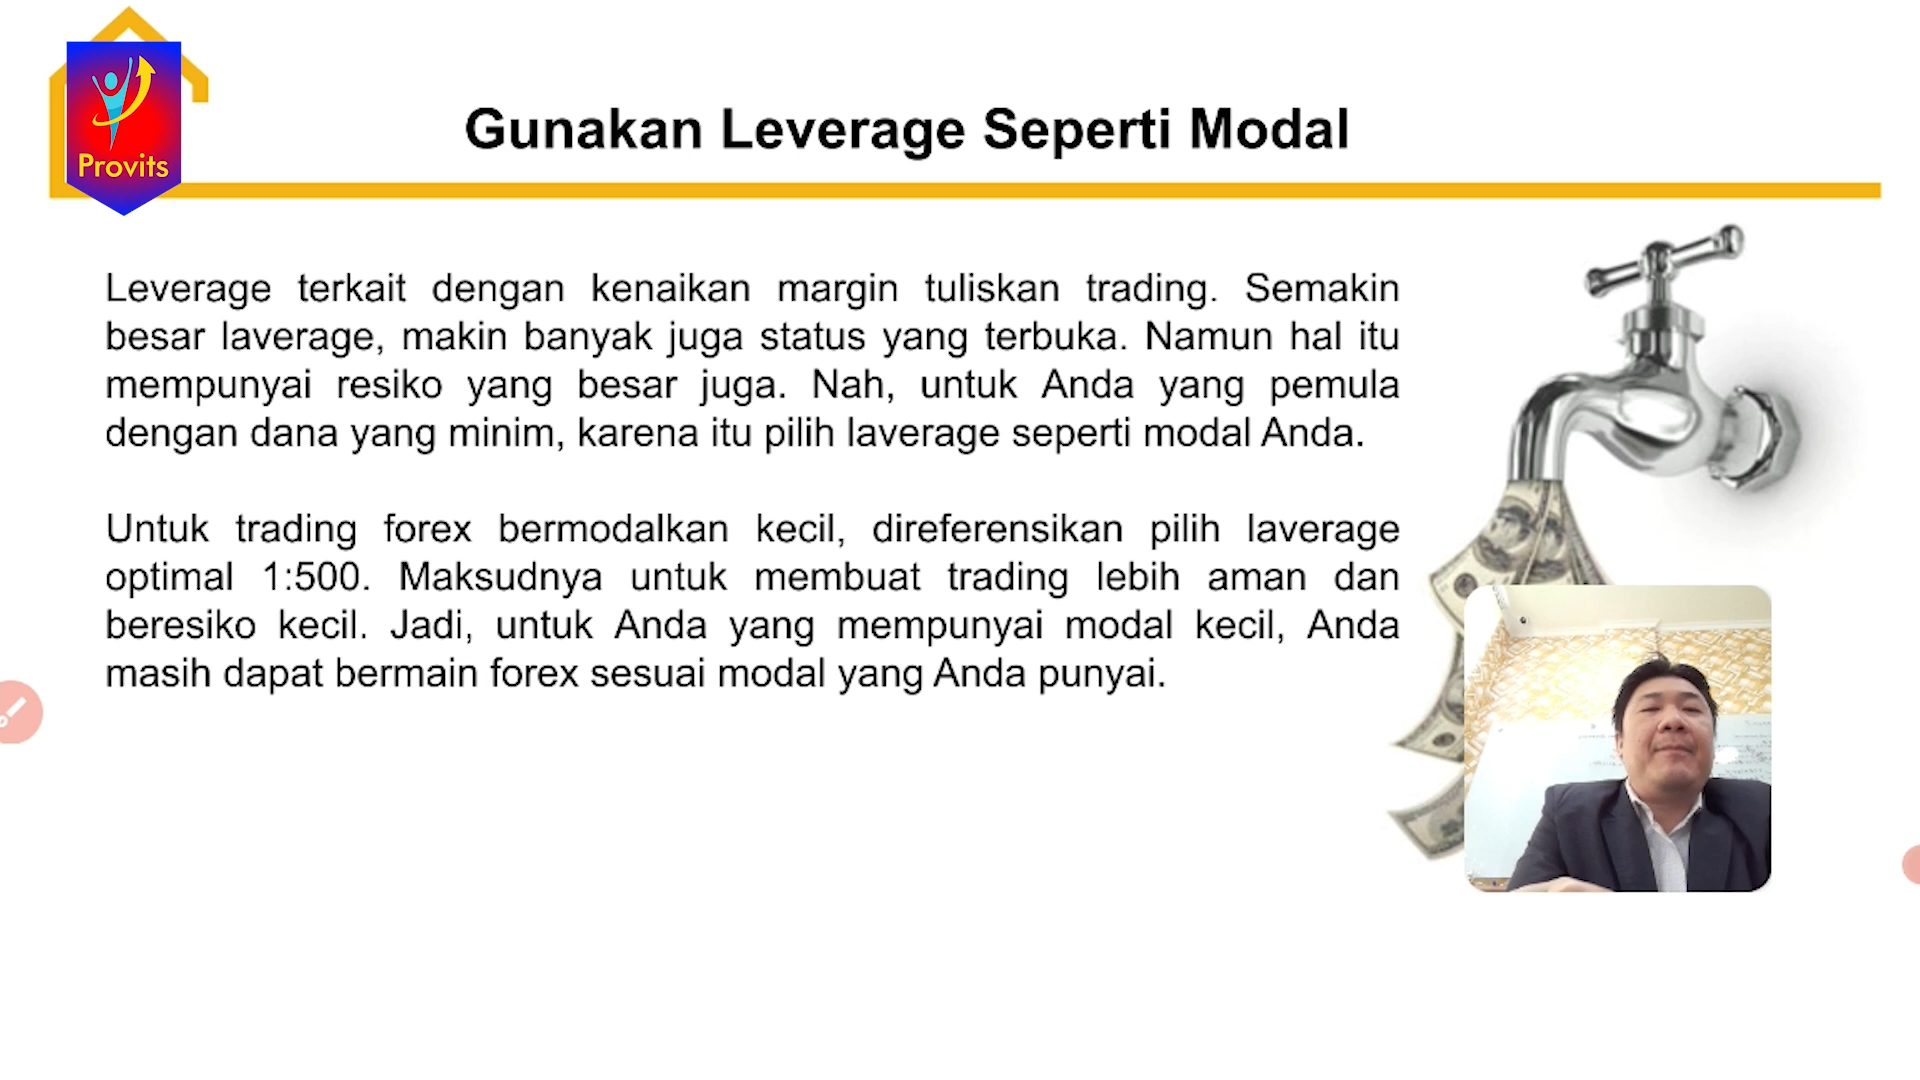 Provits
Gunakan Leverage Seperti Modal
Leverage terkait dengan kenaikan margin tuliskan trading. Semakin
besar laverage, makin banyak juga status yang terbuka. Namun hal itu
mempunyai resiko yang besar juga. Nah, untuk Anda yang pemula
dengan dana yang minim, karena itu pilih laverage seperti modal Anda.
Untuk trading forex bermodalkan kecil, direferensikan pilih laverage
optimal 1:500. Maksudnya untuk membuat trading lebih aman dan
beresiko kecil. Jadi, untuk Anda yang mempunyai modal kecil, Anda
masih dapat bermain forex sesuai modal yang Anda punyai.